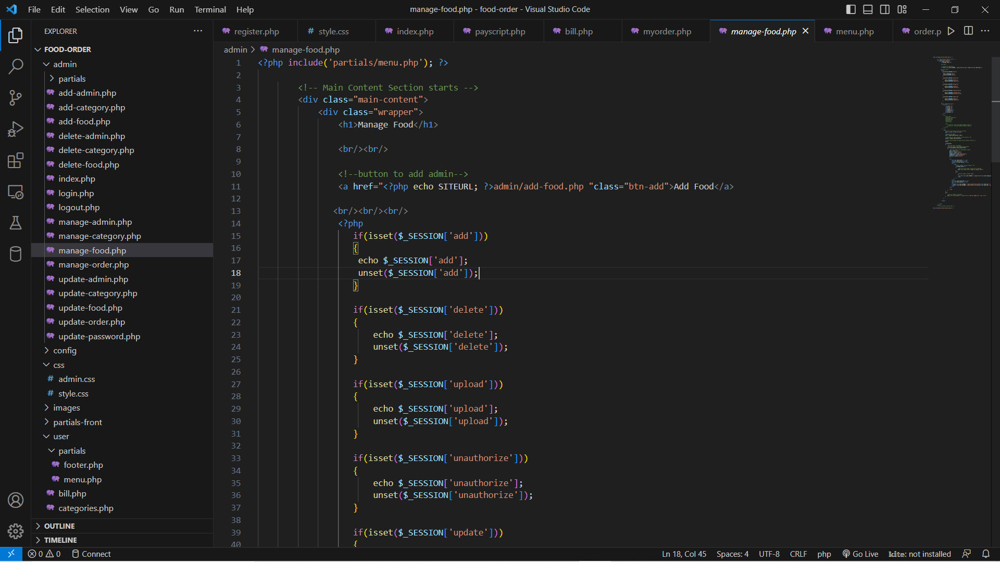 File Edit Selection View Go Run Terminal Help
manage-food.php - food-order - Visual Studio Code
EXPLORER
FOOD-ORDER
admin
partials
add-admin.php
add-category.php
add-food.php
delete-admin.php
delete-category.php
delete-food.php
index.php
login.php
logout.php
manage-admin.php
manage-category.php
manage-food.php
manage-order.php
update-admin.php
update-category.php
update-food.php
update-order.php
update-password.php
config
css
# admin.css
# style.css
images
partials-front
user
partials
footer.php
menu.php
bill.php
categories.php
OUTLINE
TIMELINE
register.php # style.css index.php payscript.php bill.php myorder.php manage-food.php menu.php order.p
admin > manage-food.php
1 <?php include('partials/menu.php'); ?>
2
3 <!-- Main Content Section starts -->
4 <div class="main-content">
5 <div class="wrapper">
6 <h1>Manage Food</h1>
7
8 <br/><br/>
9
10 <!--button to add admin-->
11 <a href="<?php echo SITEURL; ?>admin/add-food.php "class="btn-add">Add Food</a>
12
13 <br/><br/><br/>
14 <?php
15 if(isset($_SESSION['add']))
16 {
17 echo $_SESSION['add'];
18 unset($_SESSION['add']);
19 }
20
21 if(isset($_SESSION['delete']))
22 {
23 echo $_SESSION['delete'];
24 unset($_SESSION['delete']);
25 }
26
27 if(isset($_SESSION['upload']))
28 {
29 echo $_SESSION['upload'];
30 unset($_SESSION['upload']);
31 }
32
33 if(isset($_SESSION['unauthorize']))
34 {
35 echo $_SESSION['unauthorize'];
36 unset($_SESSION['unauthorize']);
37 }
38
39 if(isset($_SESSION['update']))
40 {
0 0 Connect
Ln 18, Col 45 Spaces: 4 UTF-8 CRLF php Go Live kite: not installed